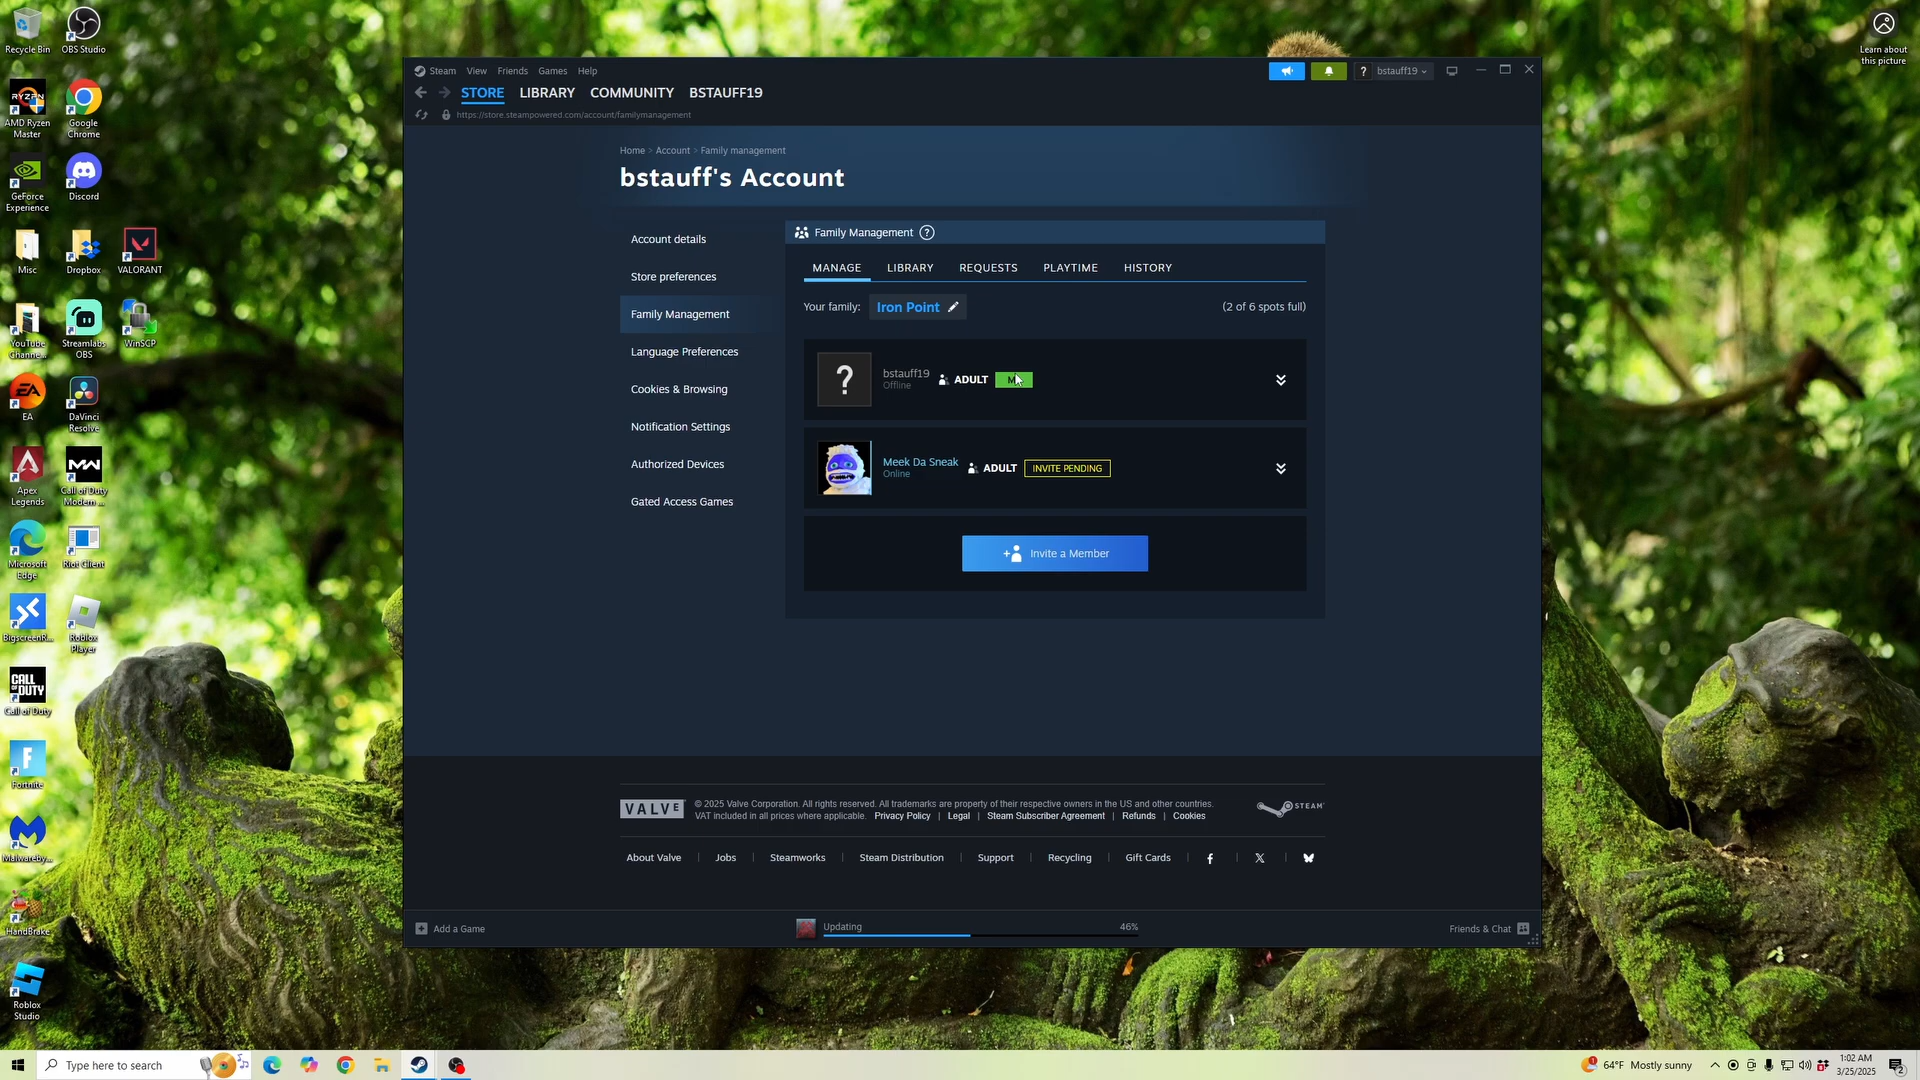 Recycle Bin
OBS Studio
AMD Ryzen
Master
Google
Chrome
GeForce
Experience
Discord
Misc
Dropbox
VALORANT
YouTube
Channe...
Streamlabs
OBS
WinSCP
EA
DaVinci
Resolve
Apex
Legends
Call of Duty
Modern ...
Microsoft
Edge
Riot Client
BigscreenR...
Roblox
Player
Call of Duty
Fortnite
Malwareby...
HandBrake
Roblox
Studio
Learn about
this picture
Steam View Friends Games Help
bstauff19
STORE LIBRARY COMMUNITY BSTAUFF19
https://store.steampowered.com/account/familymanagement
Home > Account > Family management
bstauff's Account
Account details
Store preferences
Family Management
Language Preferences
Cookies & Browsing
Notification Settings
Authorized Devices
Gated Access Games
Family Management ?
MANAGE LIBRARY REQUESTS PLAYTIME HISTORY
Your family: Iron Point (2 of 6 spots full)
?
bstauff19
Offline
ADULT
Meek Da Sneak
Online
ADULT INVITE PENDING
Invite a Member
VALVE
© 2025 Valve Corporation. All rights reserved. All trademarks are property of their respective owners in the US and other countries.
VAT included in all prices where applicable. Privacy Policy | Legal | Steam Subscriber Agreement | Refunds | Cookies
STEAM
About Valve | Jobs | Steamworks | Steam Distribution | Support | Recycling | Gift Cards
Add a Game
Updating 46%
Friends & Chat
Type here to search
64°F Mostly sunny
1:02 AM
3/25/2025